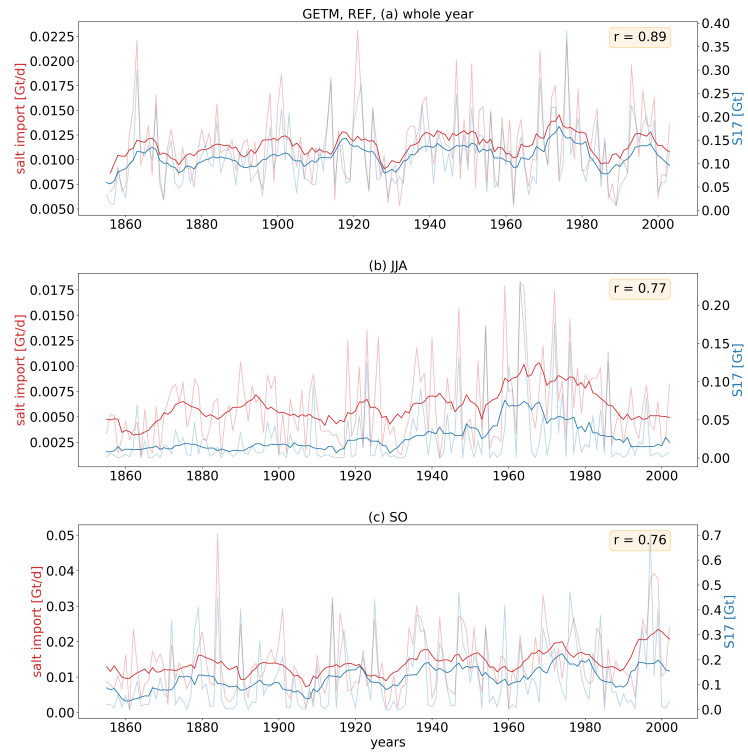 GETM, REF, (a) whole year
r = 0.89
salt import [Gt/d]
0.0225
0.0200
0.0175
0.0150
0.0125
0.0100
0.0075
0.0050
0.40
0.35
0.30
0.25
0.20
0.15
0.10
0.05
0.00
S17 [Gt]
1860 1880 1900 1920 1940 1960 1980 2000
(b) JJA
r = 0.77
salt import [Gt/d]
0.0175
0.0150
0.0125
0.0100
0.0075
0.0050
0.0025
0.20
0.15
0.10
0.05
0.00
S17 [Gt]
1860 1880 1900 1920 1940 1960 1980 2000
(c) SO
r = 0.76
salt import [Gt/d]
0.05
0.04
0.03
0.02
0.01
0.00
0.7
0.6
0.5
0.4
0.3
0.2
0.1
0.0
S17 [Gt]
1860 1880 1900 1920 1940 1960 1980 2000
years